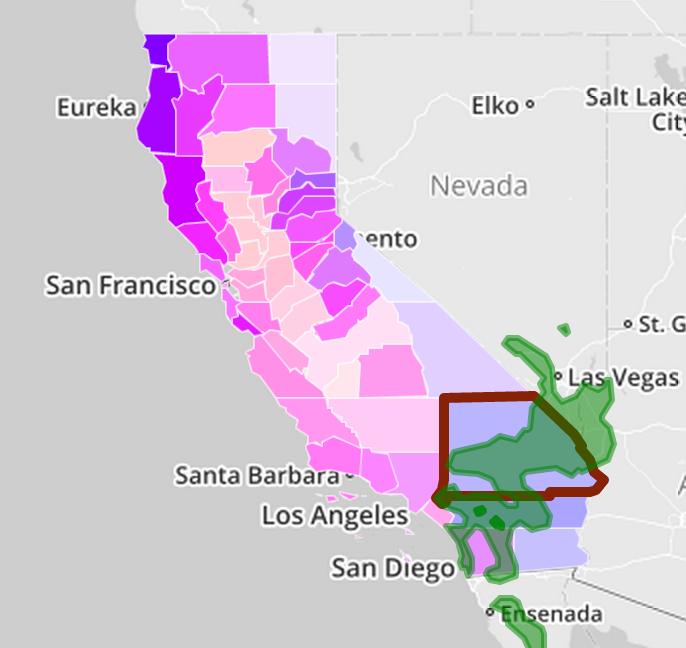 Elko
Salt Lake
City
Eureka
Nevada
ento
San Francisco
St. G
Las Vegas
Santa Barbara
A
Los Angeles
San Diego
Ensenada